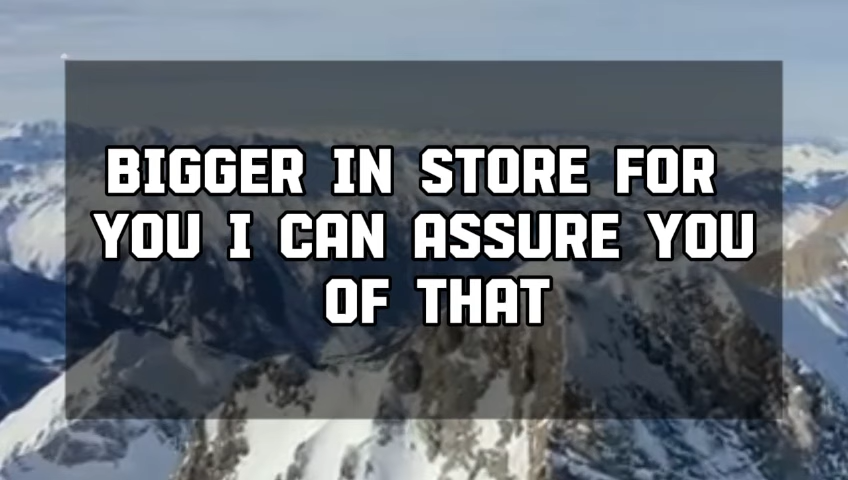 BIGGER IN STORE FOR
YOU I CAN ASSURE YOU
OF THAT